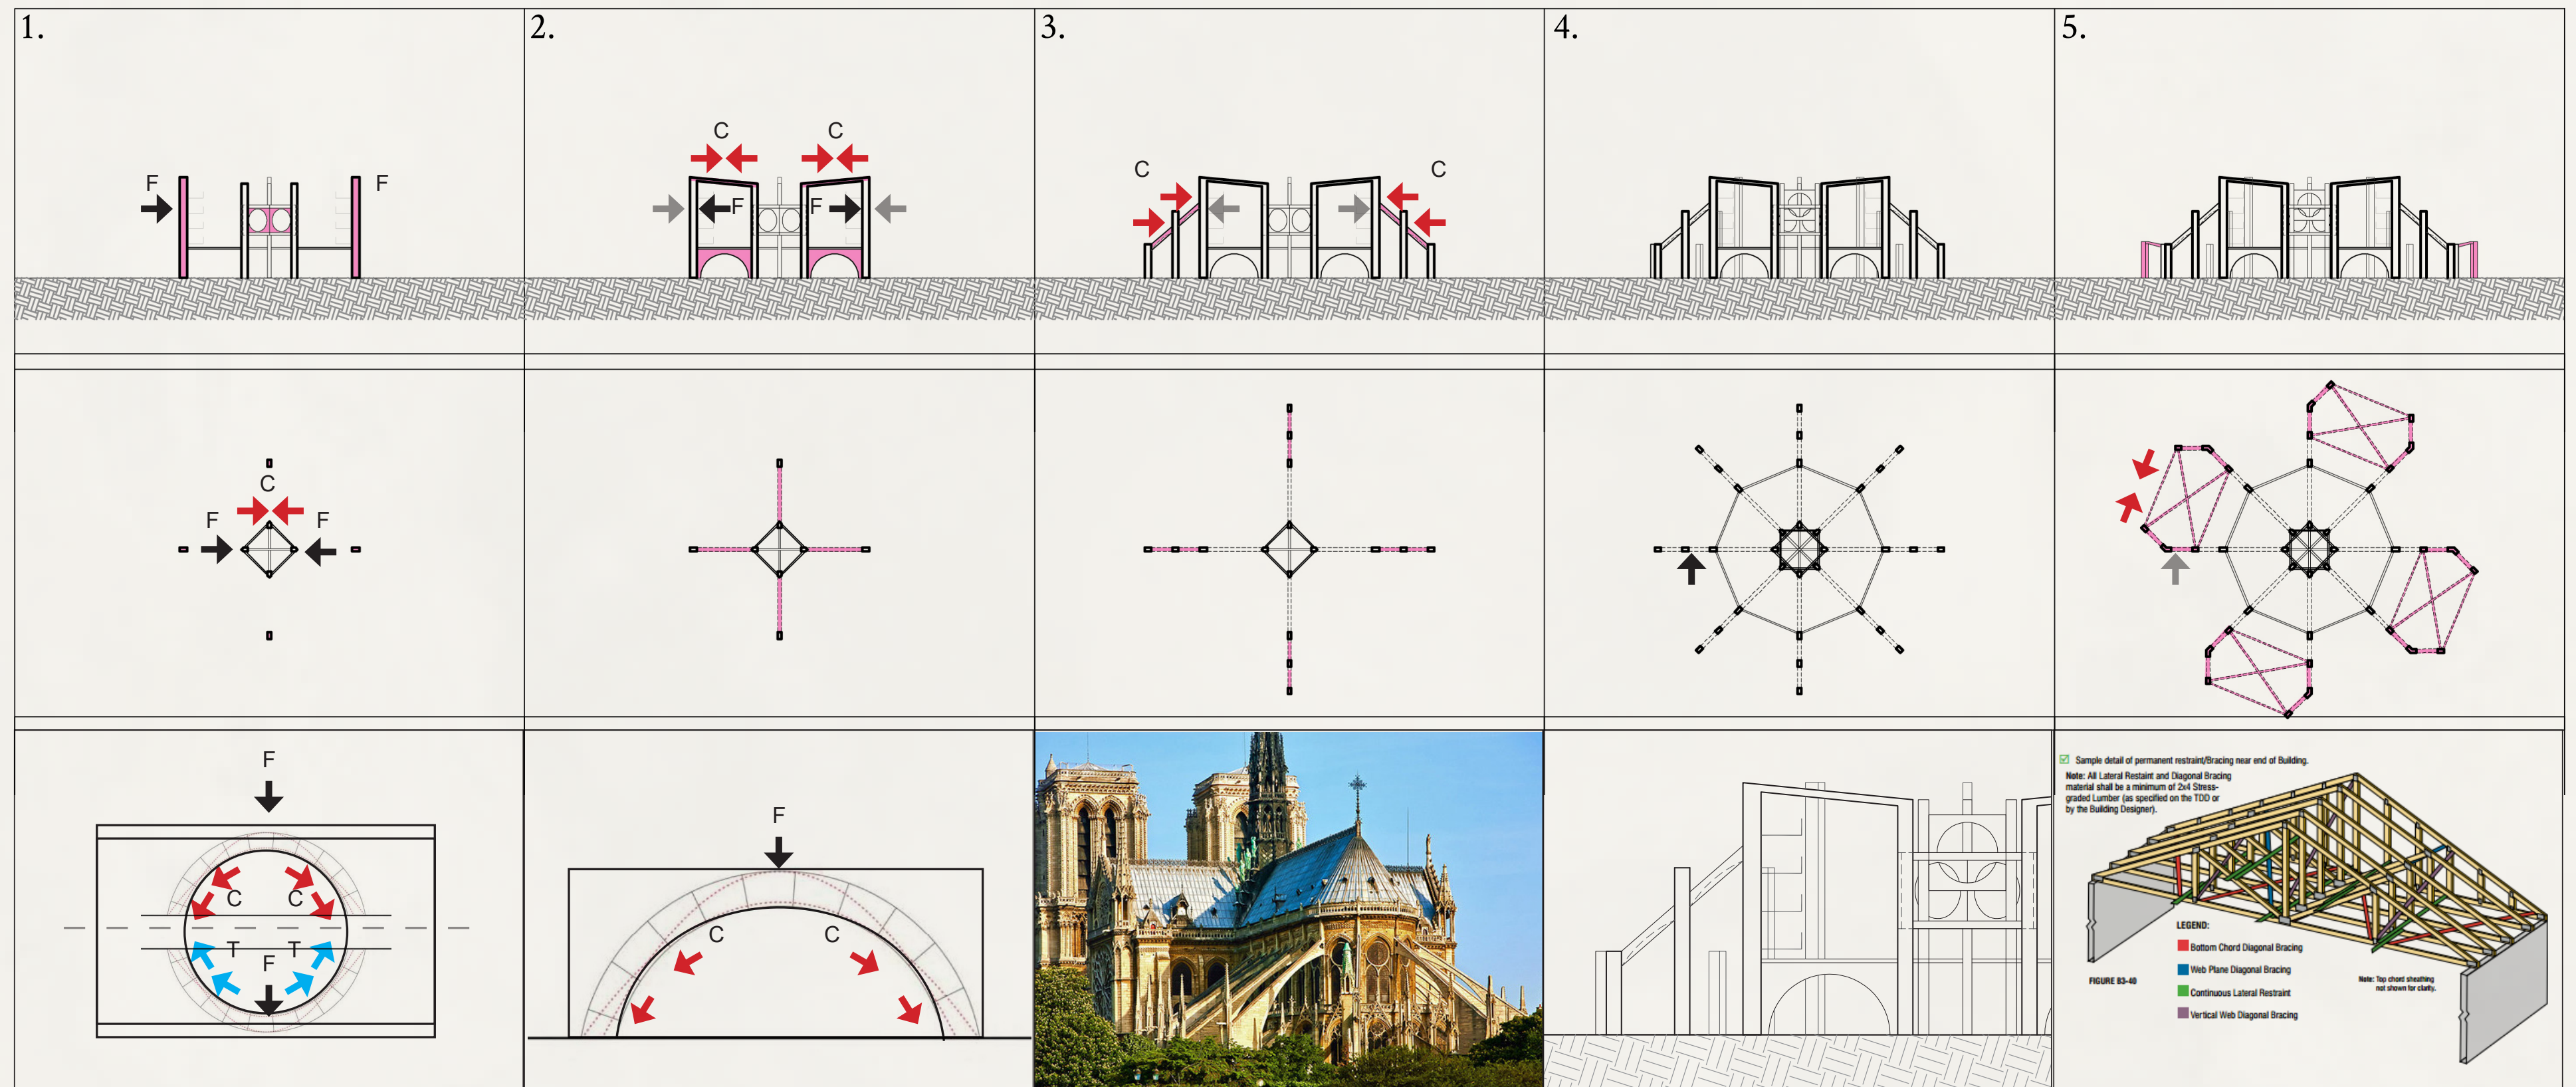 1.
2.
3.
4.
5.
F
F
C
C
F
F
C
C
C
F
F
F
C
C
T
T
F
F
C
C
Sample detail of permanent restraint/Bracing near end of Building.
Note: All Lateral Restaint and Diagonal Bracing
material shall be a minimum of 2x4 Stress-
graded Lumber (as specified on the TDD or
by the Building Designer).
LEGEND:
Bottom Chord Diagonal Bracing
Web Plane Diagonal Bracing
Continuous Lateral Restraint
Vertical Web Diagonal Bracing
FIGURE B3-40
Note: Top chord sheathing
not shown for clarity.